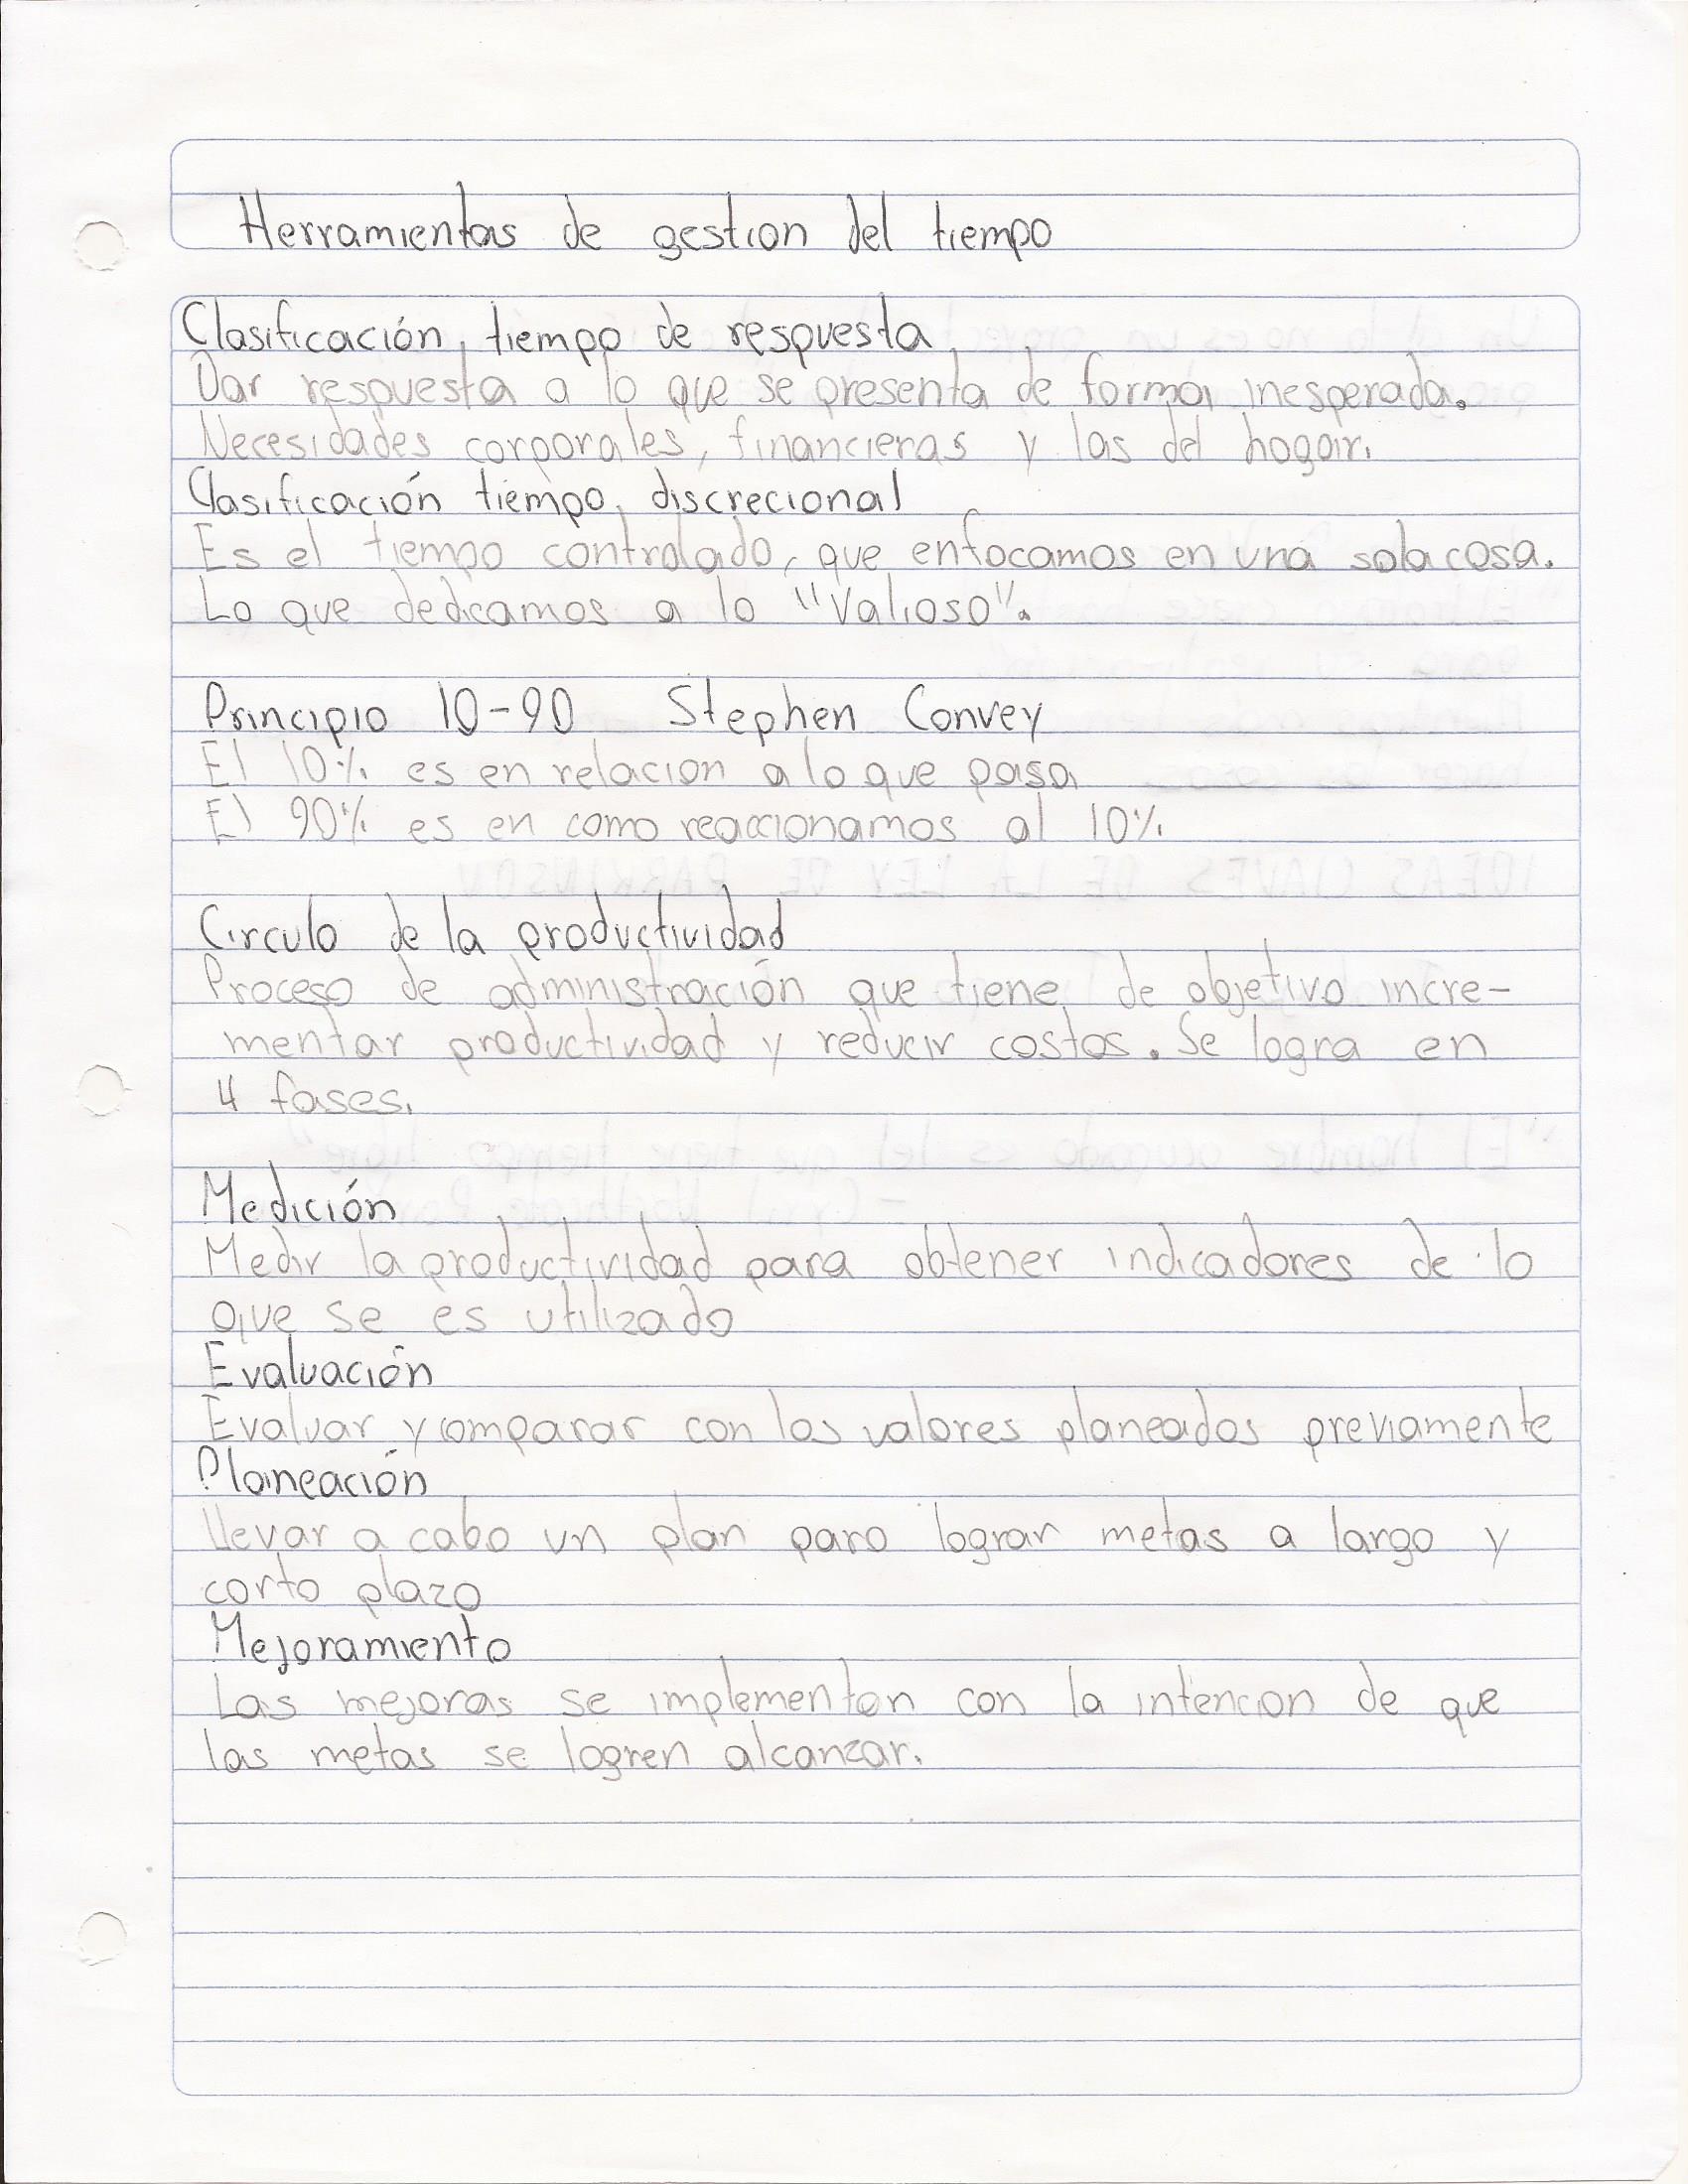 Herramientas de gestion del tiempo
Clasificación tiempo de respuesta
Dar respuesta a lo que se presenta de forma inesperada.
Necesidades corporales, financieras y las del hogar.
Clasificación tiempo discrecional
Es el tiempo controlado, que enfocamos en una sola cosa.
Lo que dedicamos a lo "Valioso".
Principio 10-90 Stephen Convey
El 10% es en relacion a lo que pasa
El 90% es en como reaccionamos al 10%
Circulo de la productividad
Proceso de administración que tiene de objetivo incre-
mentar productividad y reducir costos. Se logra en
4 fases.
Medición
Medir la productividad para obtener indicadores de lo
que se es utilizado
Evaluación
Evaluar y comparar con los valores planeados previamente
Planeación
llevar a cabo un plan para lograr metas a largo y
corto plazo
Mejoramiento
Las mejoras se implementan con la intencion de que
las metas se logren alcanzar.